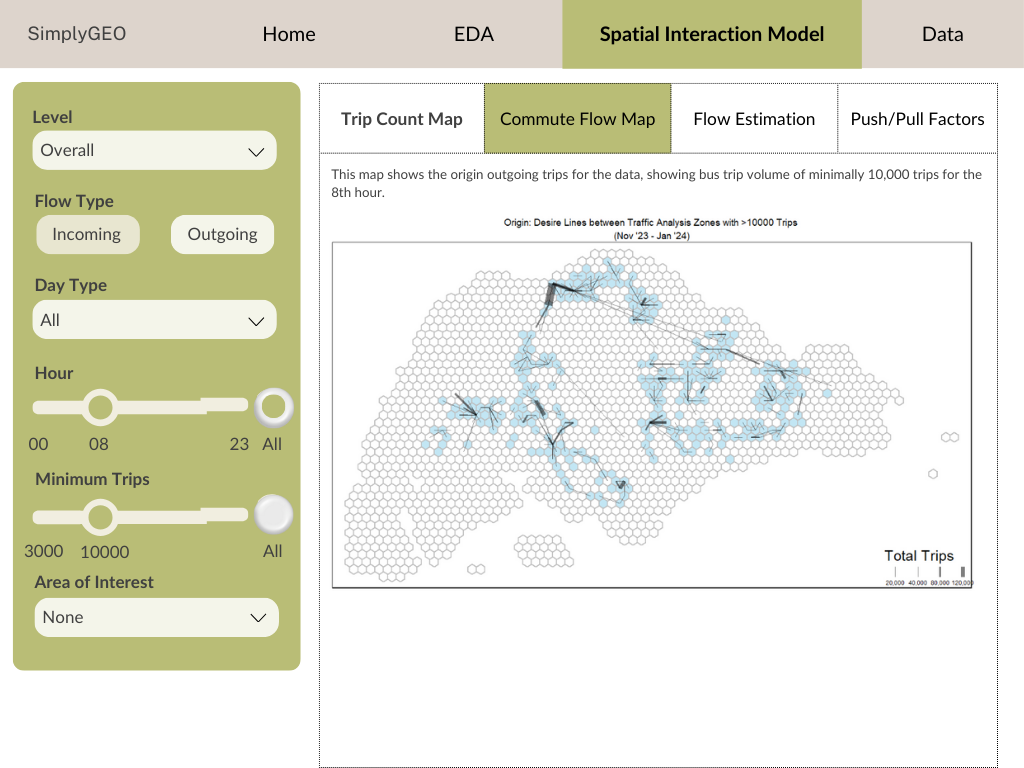 SimplyGEO Home EDA Spatial Interaction Model Data
Level
Overall
Flow Type
Incoming Outgoing
Day Type
All
Hour
00 08 23 All
Minimum Trips
3000 10000 All
Area of Interest
None
Trip Count Map Commute Flow Map Flow Estimation Push/Pull Factors
This map shows the origin outgoing trips for the data, showing bus trip volume of minimally 10,000 trips for the
8th hour.
Origin: Desire Lines between Traffic Analysis Zones with >10000 Trips
(Nov '23 - Jan '24)
Total Trips
20,000 40,000 80,000 120,000